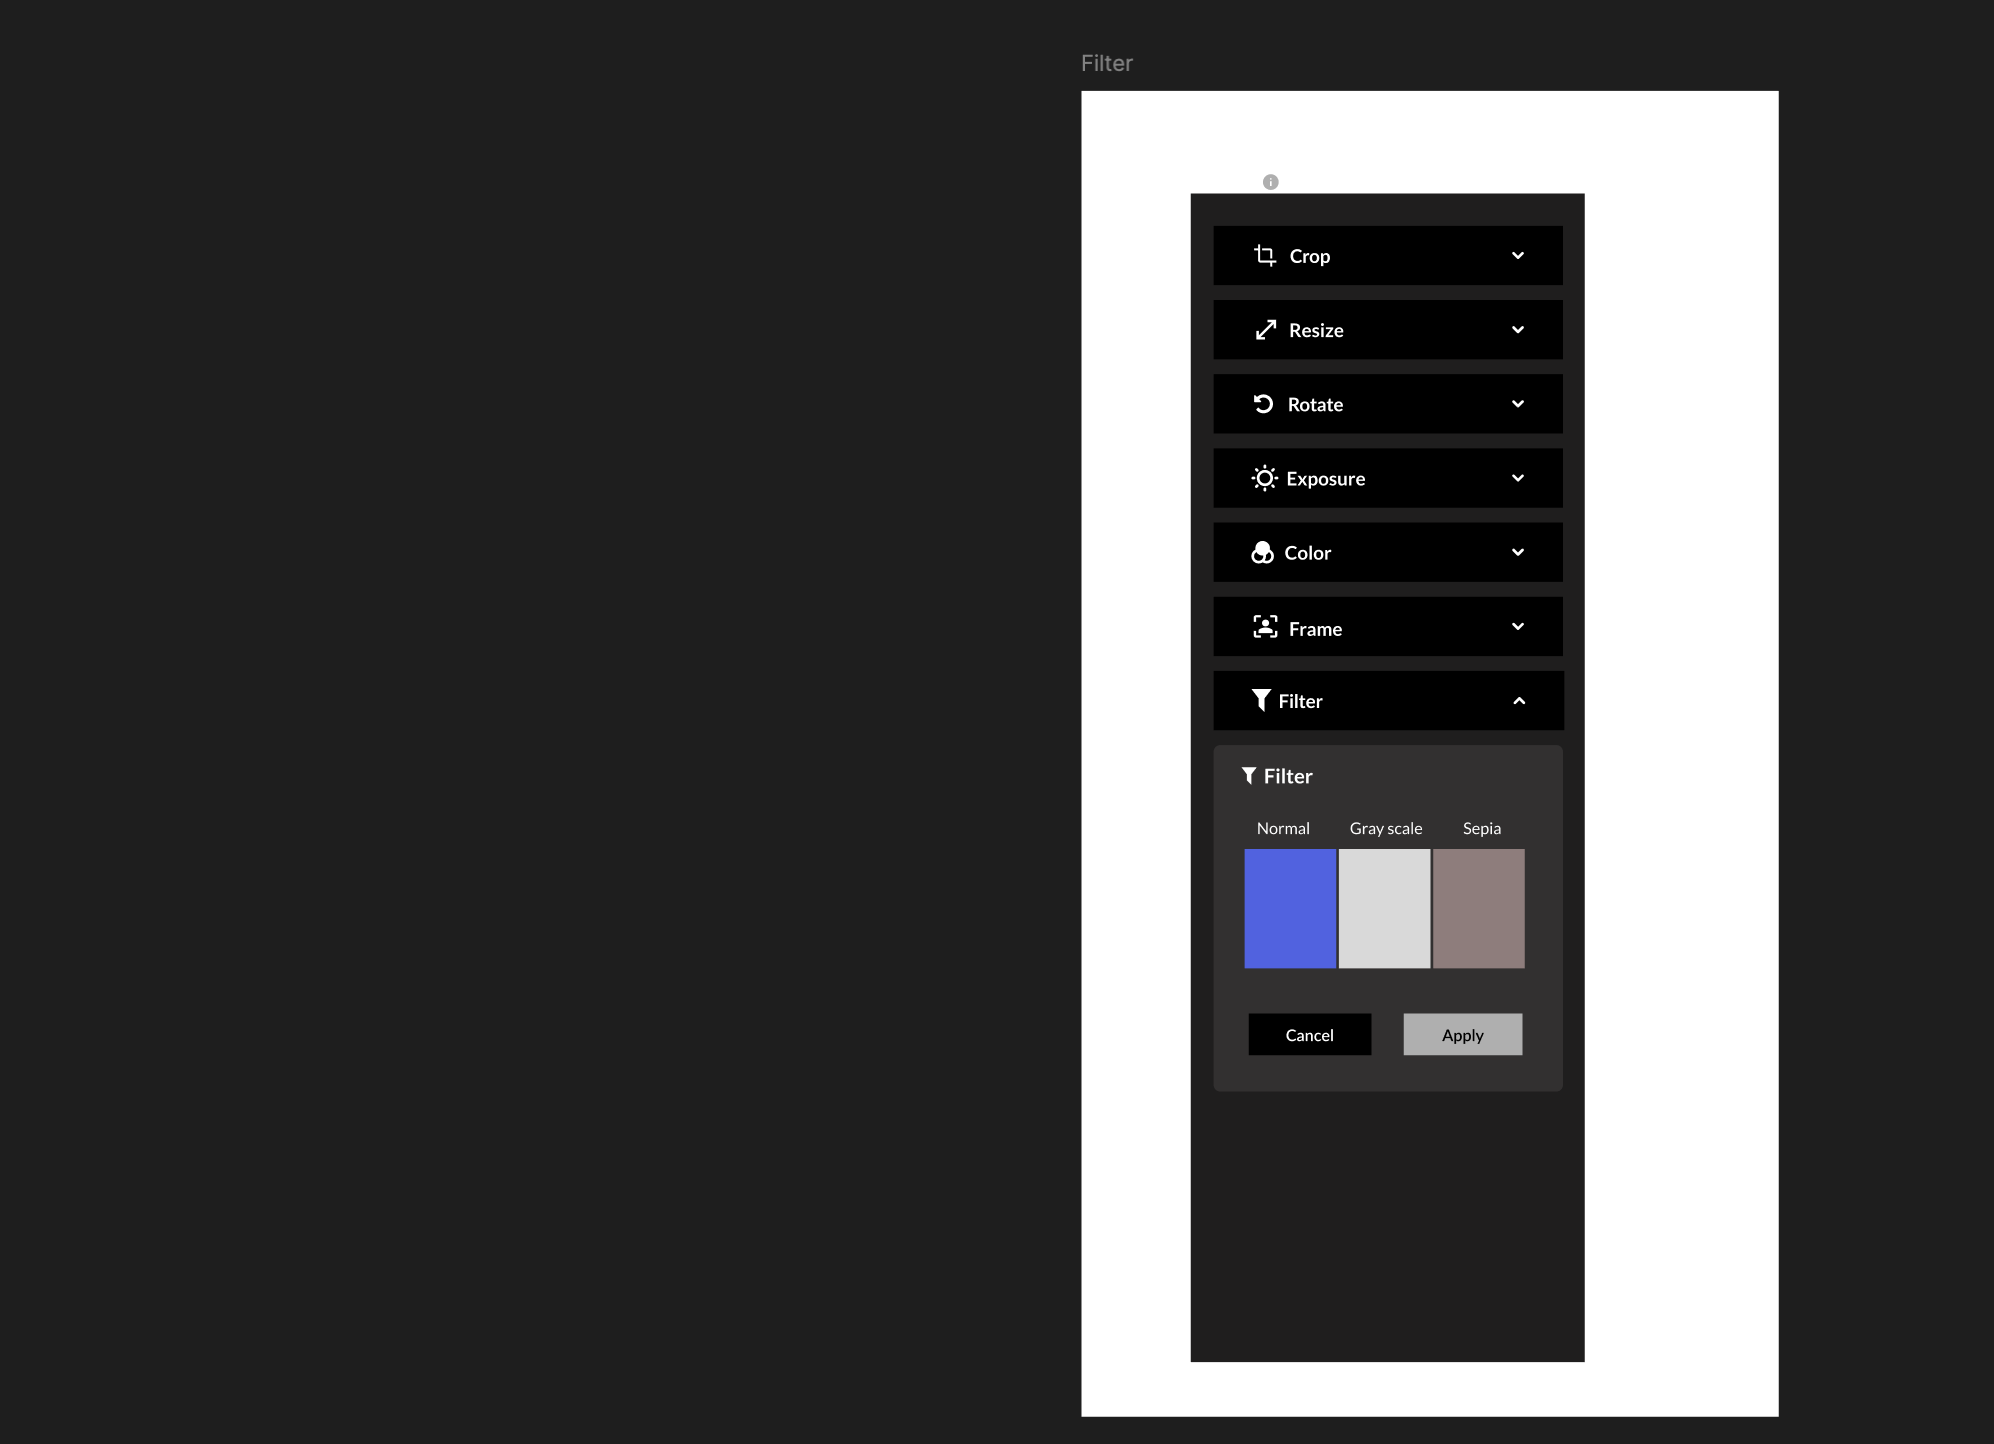 Filter
Crop
Resize
Rotate
Exposure
Color
Frame
Filter
Filter
Normal Gray scale Sepia
Cancel Apply